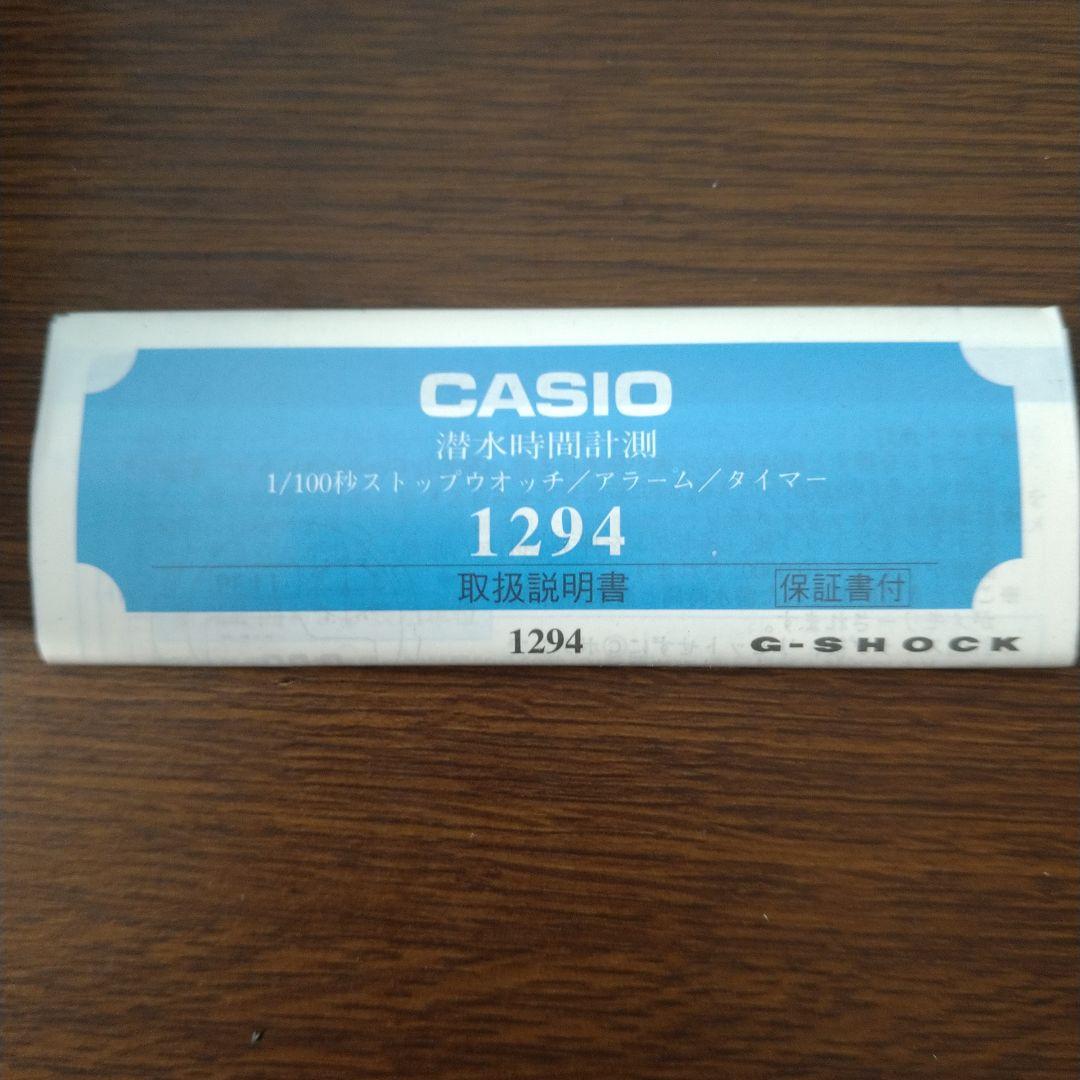 CASIO
潜水時間計測
1/100秒ストップウオッチ／アラーム／タイマー
1294
取扱説明書 保証書付
1294 G-SHOCK